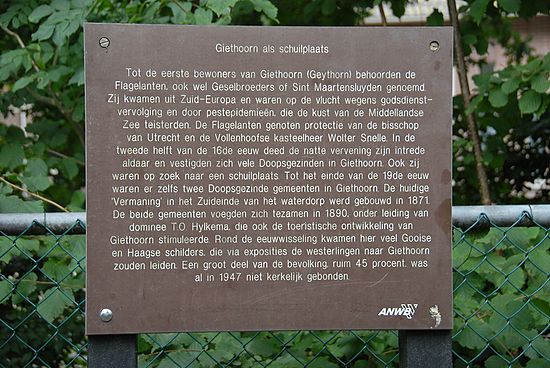 Giethoorn als schuilplaats
Tot de eerste bewoners van Giethoorn (Geythorn) behoorden de
Flagelanten, ook wel Geselbroeders of Sint Maartensluyden genoemd.
Zij kwamen uit Zuid-Europa en waren op de vlucht wegens godsdienst-
vervolging en door pestepidemieën, die de kust van de Middellandse
Zee teisterden. De Flagelanten genoten protectie van de bisschop
van Utrecht en de Vollenhoofse kasteelheer Wolter Snelle. In de
tweede helft van de 16de eeuw deed de natte vervening zijn intrede
aldaar en vestigden zich vele Doopsgezinden in Giethoorn. Ook zij
waren op zoek naar een schuilplaats. Tot het einde van de 19de eeuw
waren er zelfs twee Doopsgezinde gemeenten in Giethoorn. De huidige
'Vermaning' in het Zuideinde van het waterdorp werd gebouwd in 1871.
De beide gemeenten voegden zich tezamen in 1890, onder leiding van
dominee T.O. Hylkema, die ook de toeristische ontwikkeling van
Giethoorn stimuleerde. Rond de eeuwwisseling kwamen hier veel Gooise
en Haagse schilders, die via exposities de westerlingen naar Giethoorn
zouden leiden. Een groot deel van de bevolking, ruim 45 procent, was
al in 1947 niet kerkelijk gebonden.
ANWB